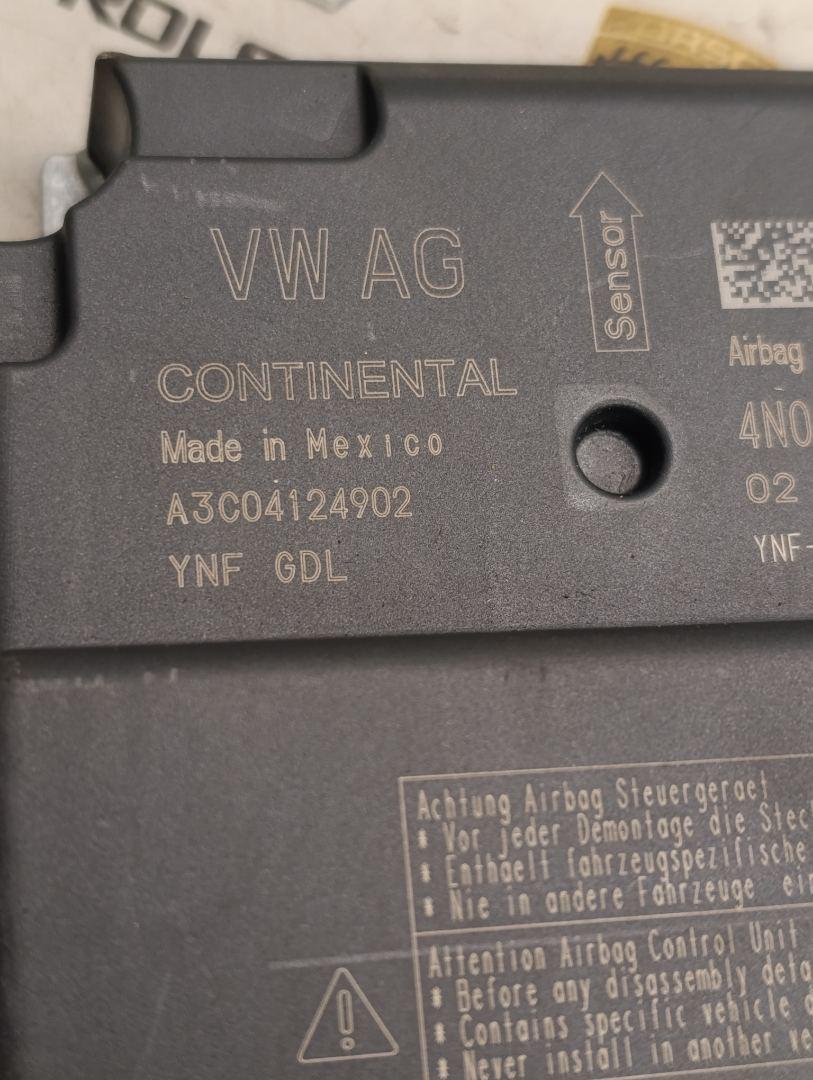 VW AG
CONTINENTAL
Made in Mexico
A3C04124902
YNF GDL
Sensor
Airbag
4N0
02
YNF-
Achtung Airbag Steuergeraet
* Vor jeder Demontage die
* Enthaelt fahrzeugspezifische
* Nie in andere Fahrzeuge
Attention Airbag Control Unit
* Before any disassembly
* Contains specific vehicle
* Never install in another